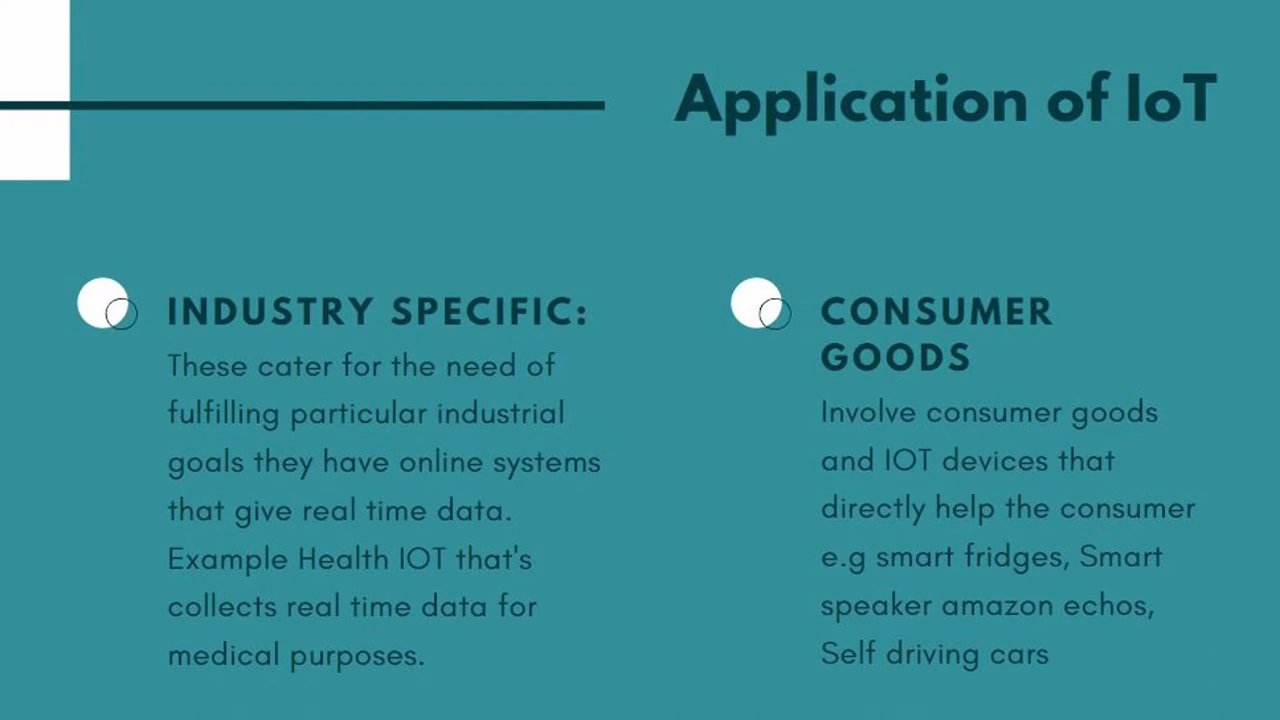 Application of IoT
INDUSTRY SPECIFIC:
These cater for the need of
fulfilling particular industrial
goals they have online systems
that give real time data.
Example Health IOT that's
collects real time data for
medical purposes.
CONSUMER
GOODS
Involve consumer goods
and IOT devices that
directly help the consumer
e.g smart fridges, Smart
speaker amazon echos,
Self driving cars